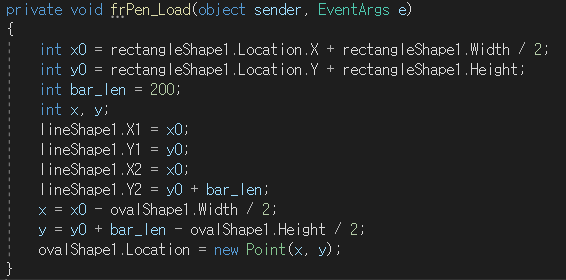 private void frPen_Load(object sender, EventArgs e)
{
int x0 = rectangleShape1.Location.X + rectangleShape1.Width / 2;
int y0 = rectangleShape1.Location.Y + rectangleShape1.Height;
int bar_len = 200;
int x, y;
lineShape1.X1 = x0;
lineShape1.Y1 = y0;
lineShape1.X2 = x0;
lineShape1.Y2 = y0 + bar_len;
x = x0 - ovalShape1.Width / 2;
y = y0 + bar_len - ovalShape1.Height / 2;
ovalShape1.Location = new Point(x, y);
}